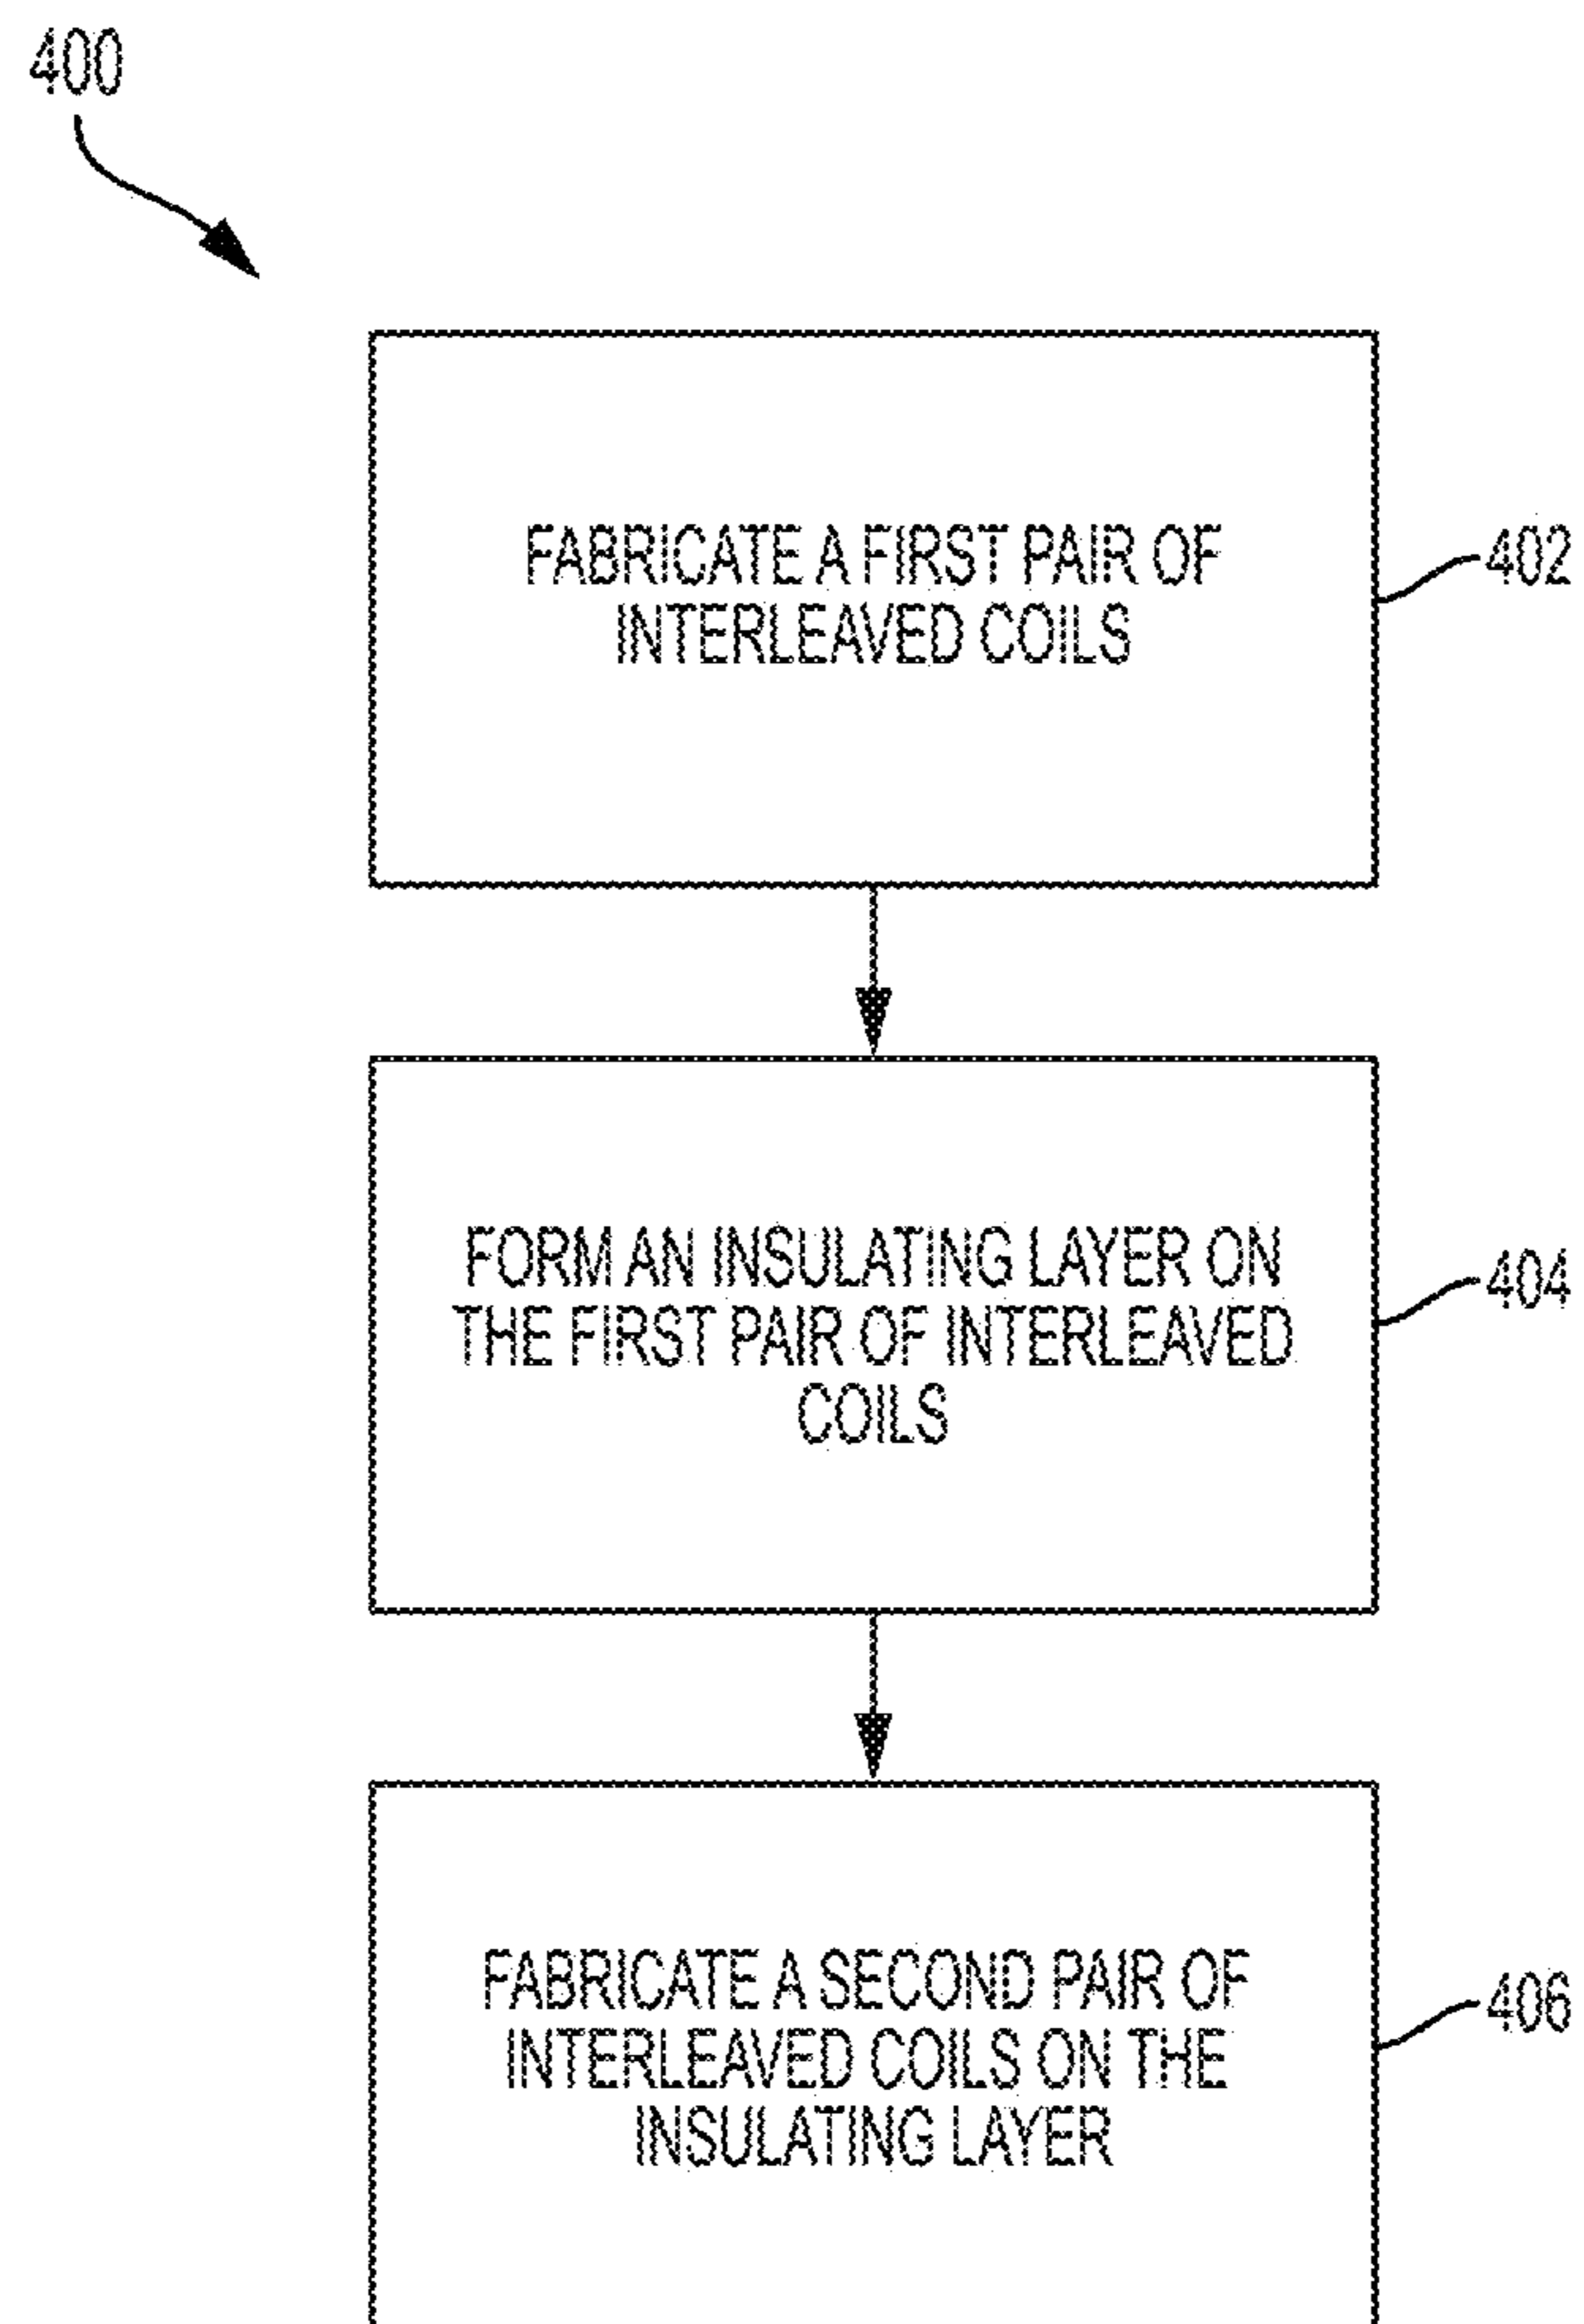 400
FABRICATE A FIRST PAIR OF
INTERLEAVED COILS
402
FORM AN INSULATING LAYER ON
THE FIRST PAIR OF INTERLEAVED
COILS
404
FABRICATE A SECOND PAIR OF
INTERLEAVED COILS ON THE
INSULATING LAYER
406